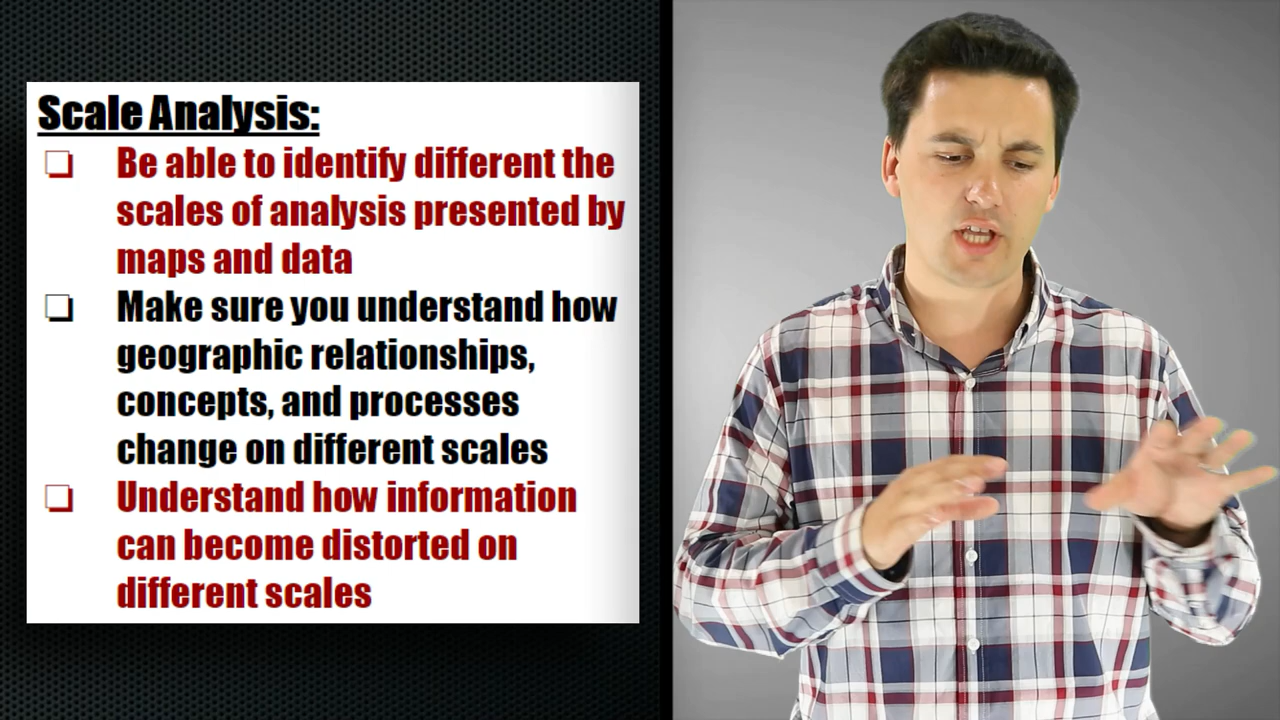 Scale Analysis:
❏ Be able to identify different the
scales of analysis presented by
maps and data
❏ Make sure you understand how
geographic relationships,
concepts, and processes
change on different scales
❏ Understand how information
can become distorted on
different scales